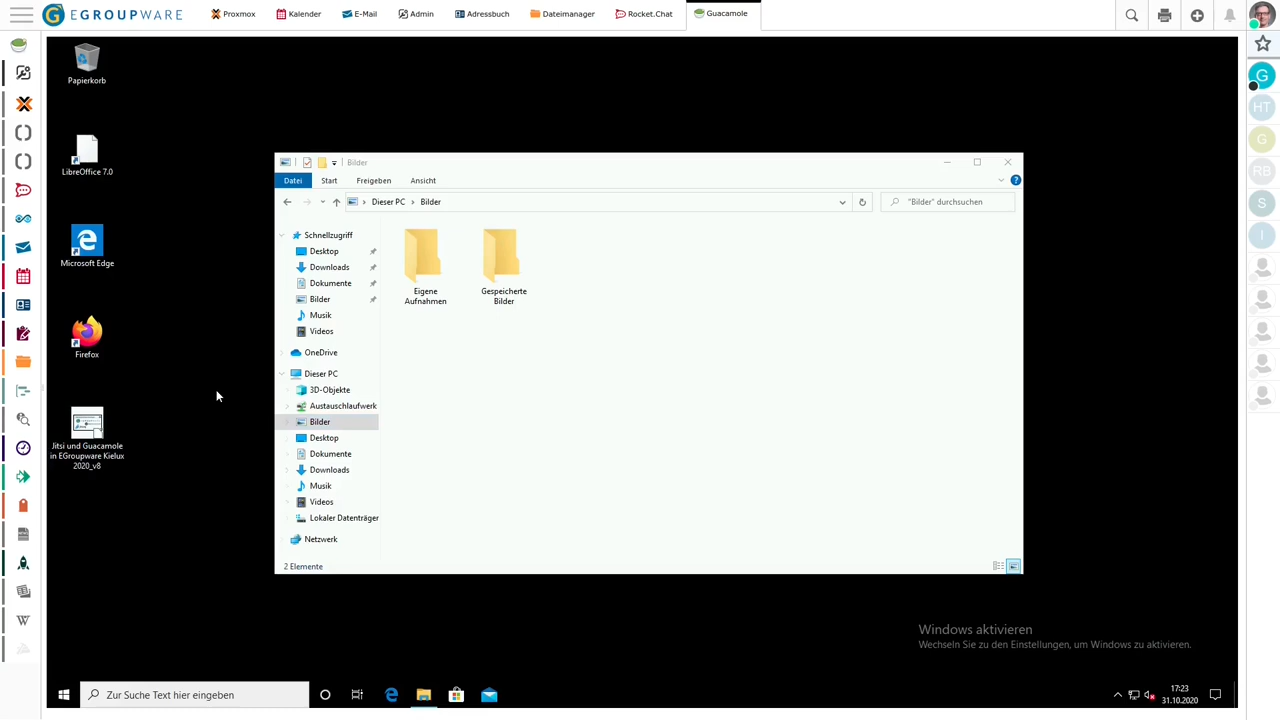 EGROUPWARE
Proxmox
Kalender
E-Mail
Admin
Adressbuch
Dateimanager
Rocket.Chat
Guacamole
Papierkorb
LibreOffice 7.0
Microsoft Edge
Firefox
Jitsi und Guacamole
in EGroupware Kielux
2020_v8
Bilder
Datei
Start
Freigeben
Ansicht
Dieser PC
Bilder
"Bilder" durchsuchen
Schnellzugriff
Desktop
Downloads
Dokumente
Bilder
Musik
Videos
OneDrive
Dieser PC
3D-Objekte
Austauschlaufwerk
Bilder
Desktop
Dokumente
Downloads
Musik
Videos
Lokaler Datenträger
Netzwerk
Eigene
Aufnahmen
Gespeicherte
Bilder
2 Elemente
Windows aktivieren
Wechseln Sie zu den Einstellungen, um Windows zu aktivieren.
Zur Suche Text hier eingeben
17:23
31.10.2020
G
HT
G
RB
S
I